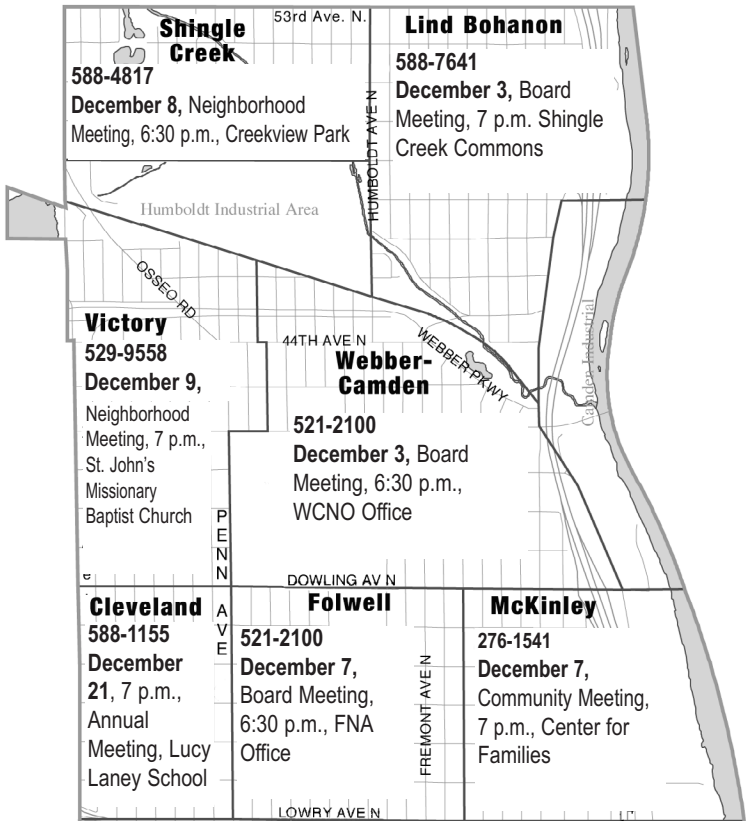 53rd Ave. N.
Shingle
Creek
588-4817
December 8, Neighborhood
Meeting, 6:30 p.m., Creekview Park
Lind Bohanon
588-7641
December 3, Board
Meeting, 7 p.m. Shingle
Creek Commons
HUMBOLDT AVE N
Humboldt Industrial Area
OSSEO RD
Victory
529-9558
December 9,
Neighborhood
Meeting, 7 p.m.,
St. John's
Missionary
Baptist Church
44TH AVE N
WEBBER PKWY
Webber-
Camden
521-2100
December 3, Board
Meeting, 6:30 p.m.,
WCNO Office
Camden Industrial
PENN AVE
DOWLING AV N
Cleveland
588-1155
December
21, 7 p.m.,
Annual
Meeting, Lucy
Laney School
Folwell
521-2100
December 7,
Board Meeting,
6:30 p.m., FNA
Office
FREMONT AVE N
McKinley
276-1541
December 7,
Community Meeting,
7 p.m., Center for
Families
LOWRY AVE N